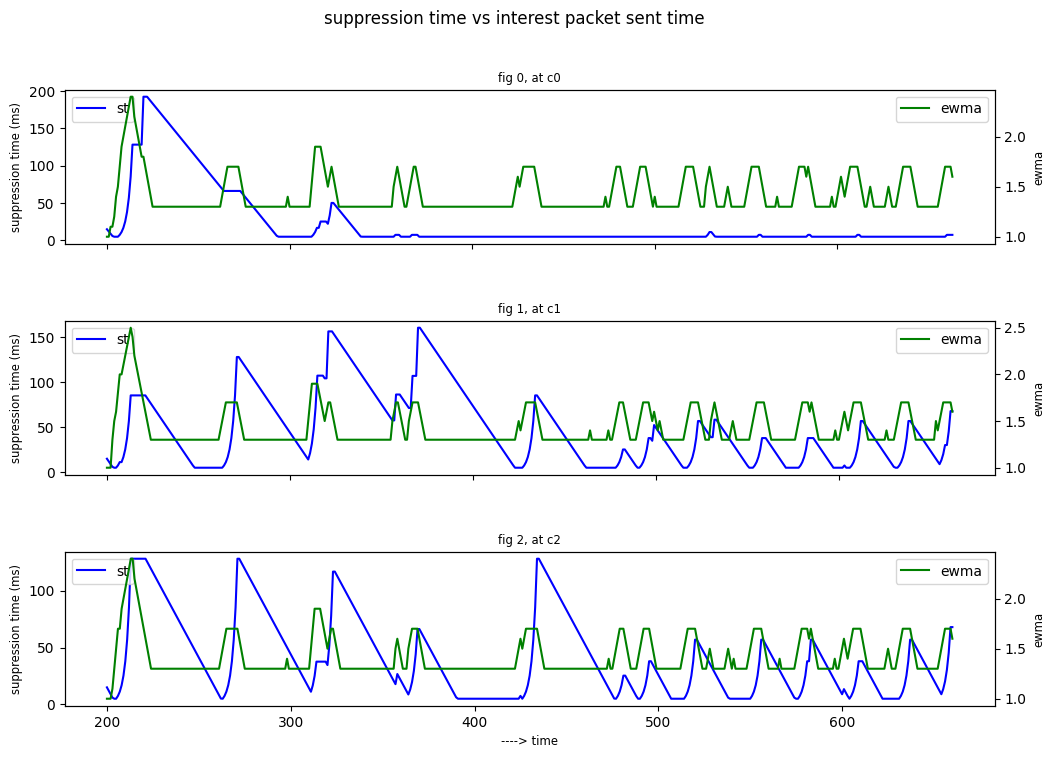 suppression time vs interest packet sent time
fig 0, at c0
suppression time (ms)
200
150
100
50
0
st
ewma
2.0
1.5
1.0
ewma
fig 1, at c1
suppression time (ms)
150
100
50
0
st
ewma
2.5
2.0
1.5
1.0
ewma
fig 2, at c2
suppression time (ms)
100
50
0
st
ewma
2.0
1.5
1.0
ewma
200 300 400 500 600
----> time